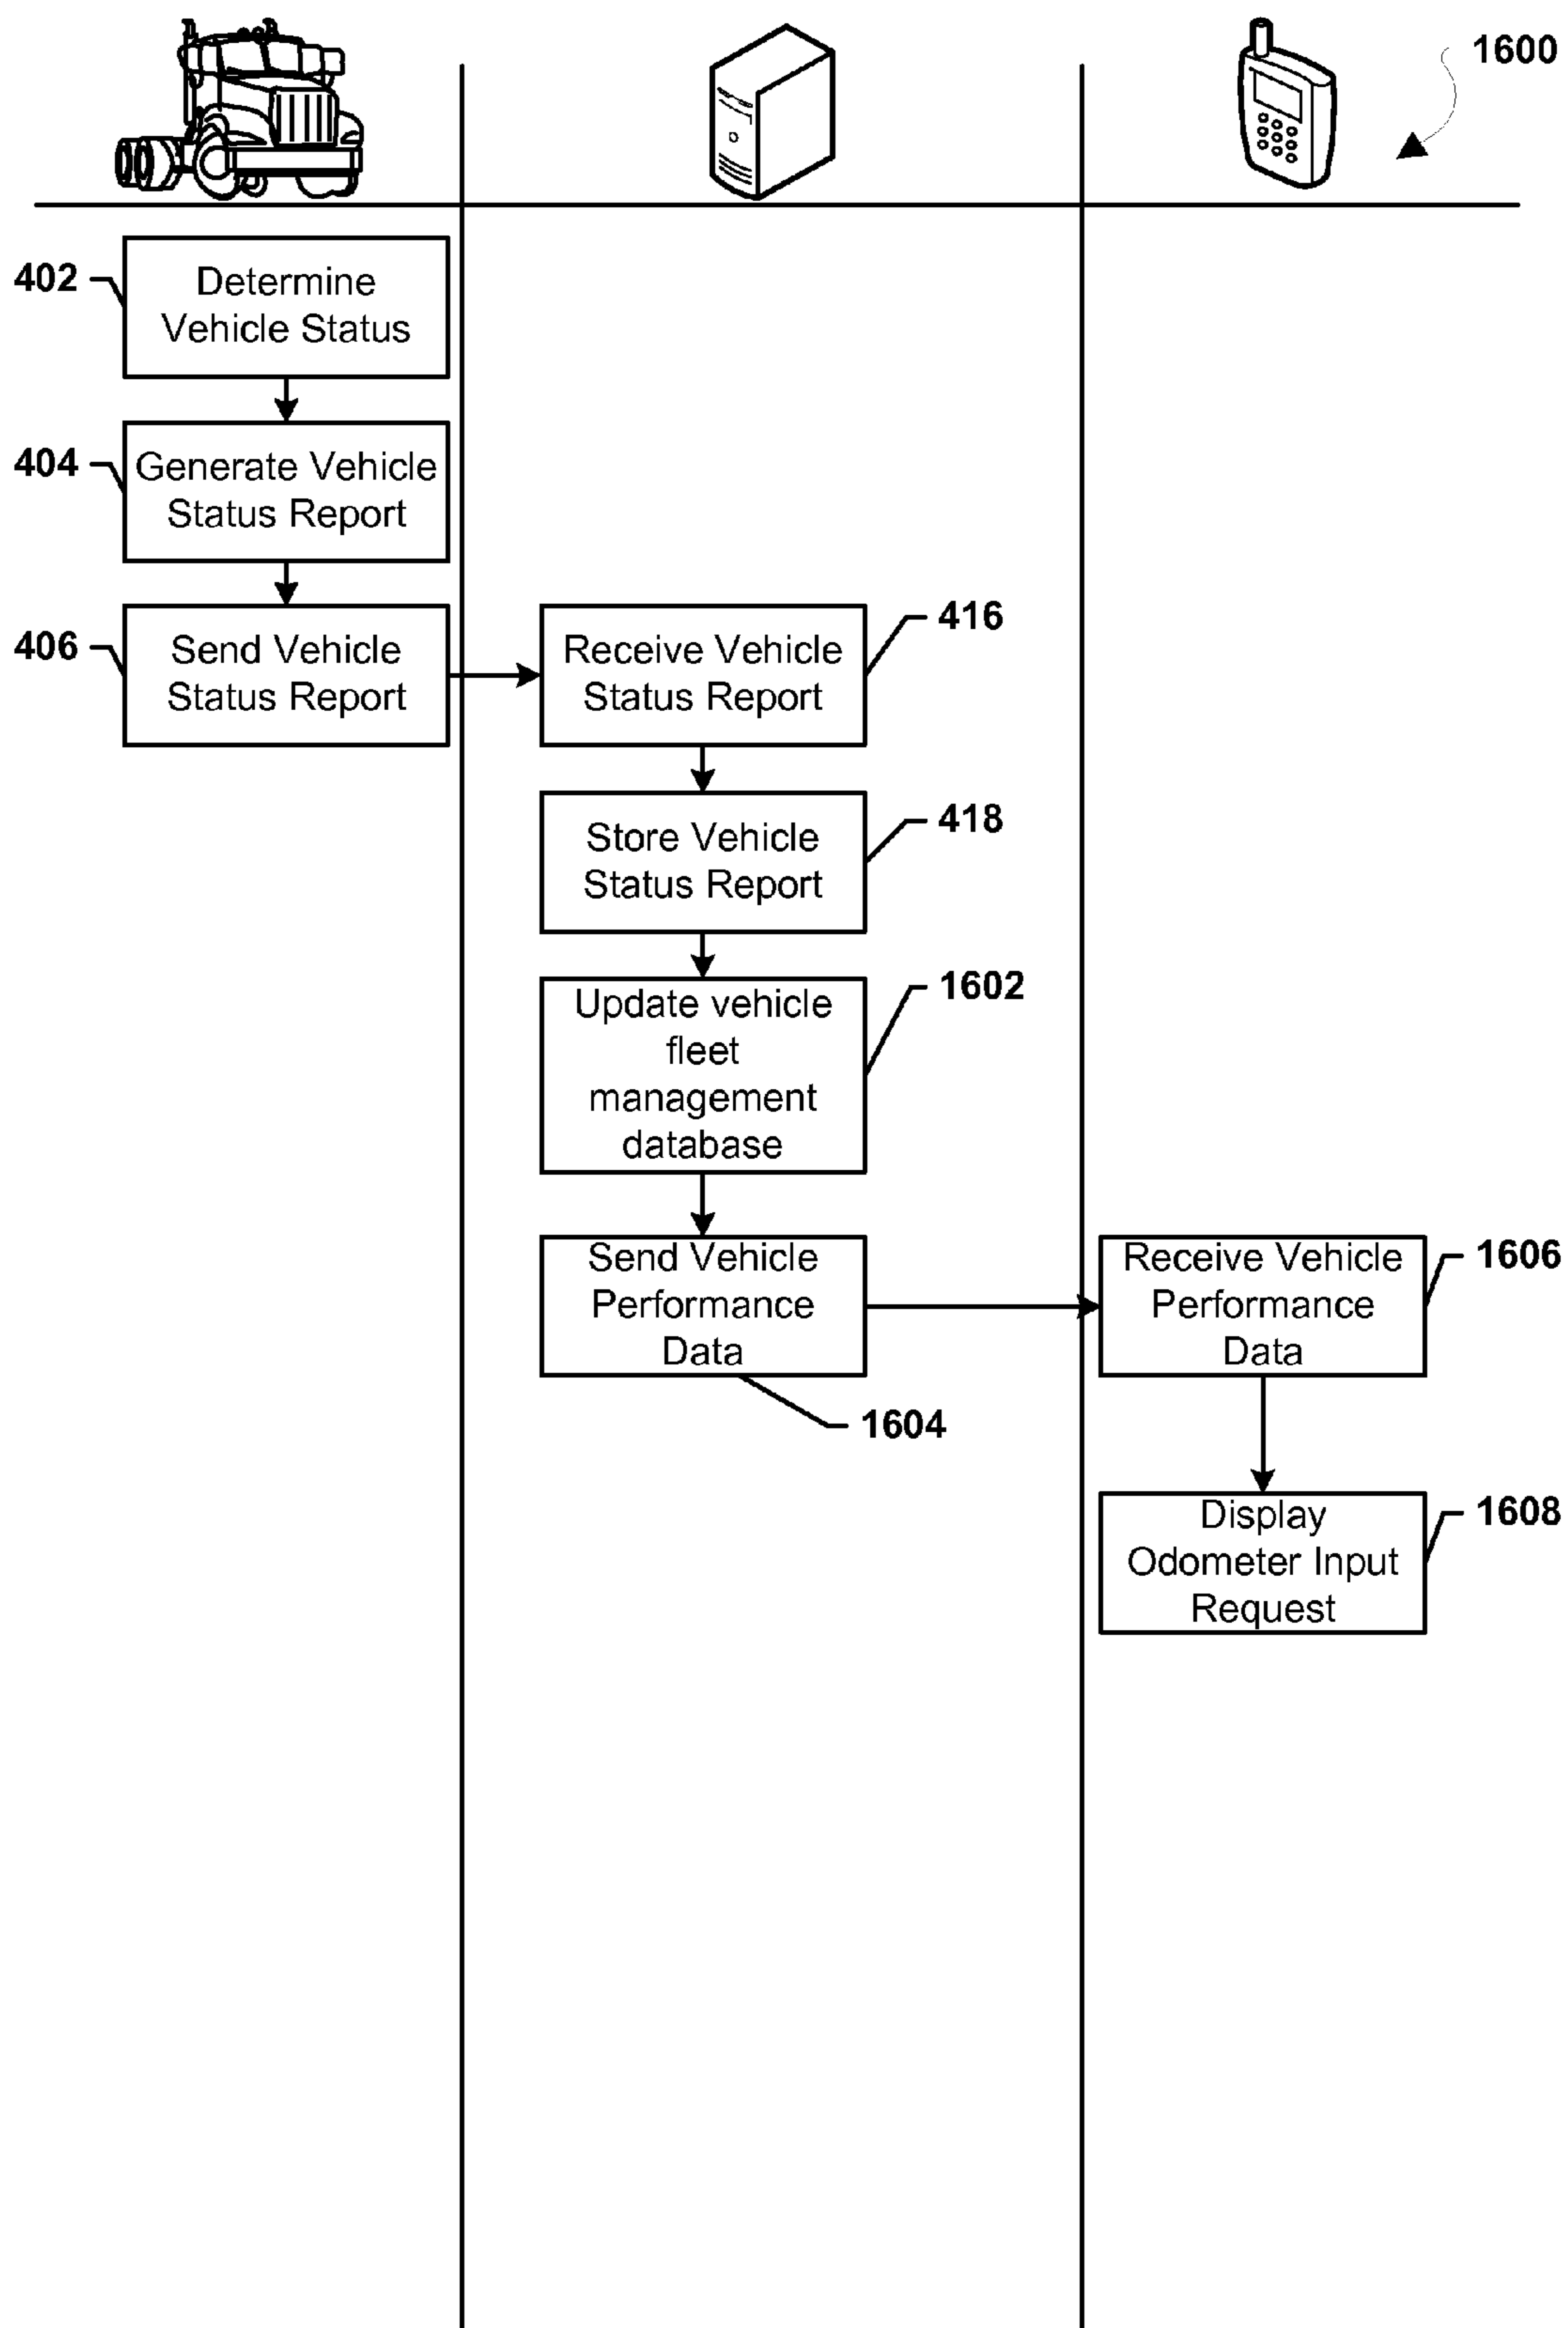 1600
402
Determine
Vehicle Status
404
Generate Vehicle
Status Report
406
Send Vehicle
Status Report
416
Receive Vehicle
Status Report
418
Store Vehicle
Status Report
1602
Update vehicle
fleet
management
database
Send Vehicle
Performance
Data
1604
1606
Receive Vehicle
Performance
Data
1608
Display
Odometer Input
Request